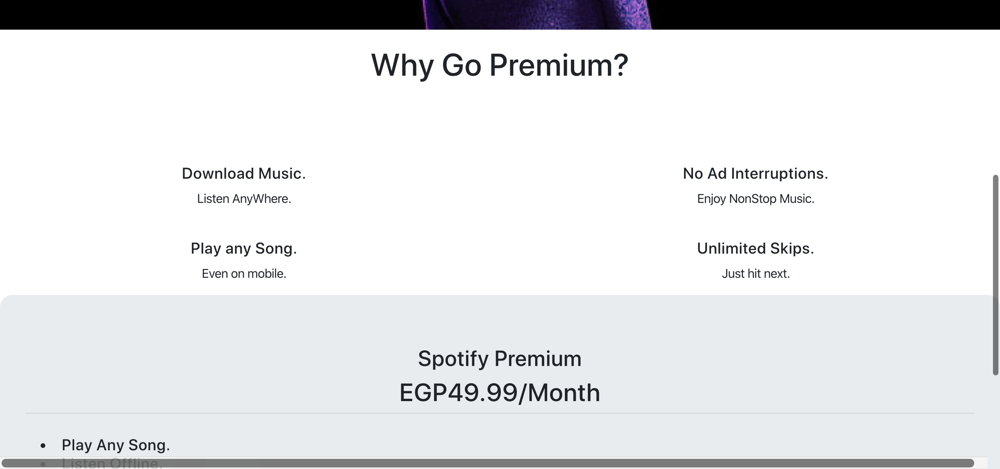 Why Go Premium?
Download Music.
Listen AnyWhere.
No Ad Interruptions.
Enjoy NonStop Music.
Play any Song.
Even on mobile.
Unlimited Skips.
Just hit next.
Spotify Premium
EGP49.99/Month
• Play Any Song.
• Listen Offline.